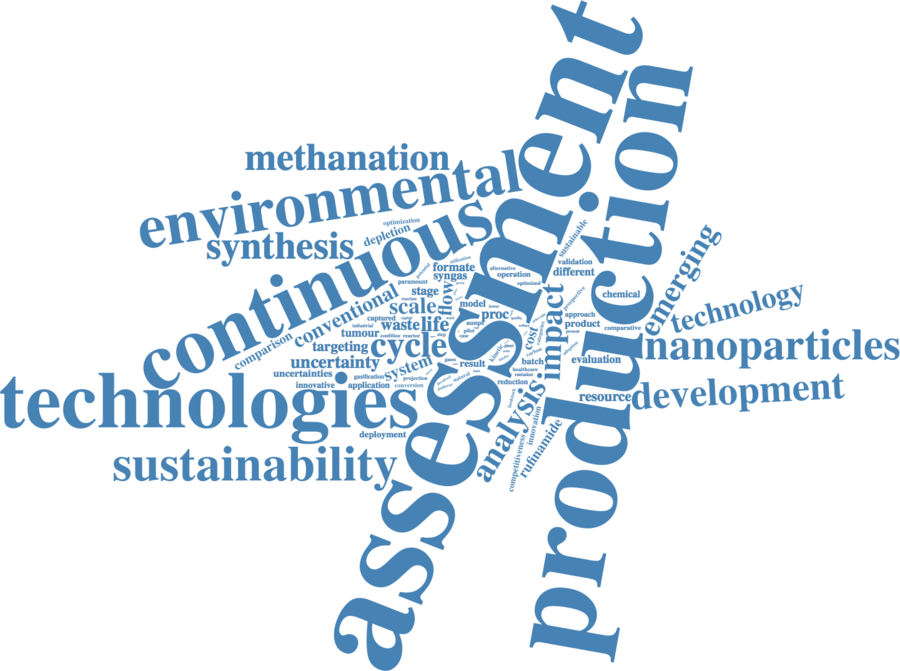 assessment
production
methanation
environmental
optimization
synthesis
depletion
continuous
sustainable
emerging
formate
syngas
alternative
operation
validation
different
paramount
stage
flow
optimized
chemical
technology
conventional
scale
model
proc
impact
approach
product
comparative
captured
industrial
waste
life
tumour
comparison
targeting
cycle
cost
nanoparticles
uncertainty
system
result
batch
evaluation
uncertainties
gasification
projection
natural
healthcare
reduction
innovative
application
conversion
analysis
resource
development
technologies
deployment
innovation
rufinamide
competitiveness
sustainability